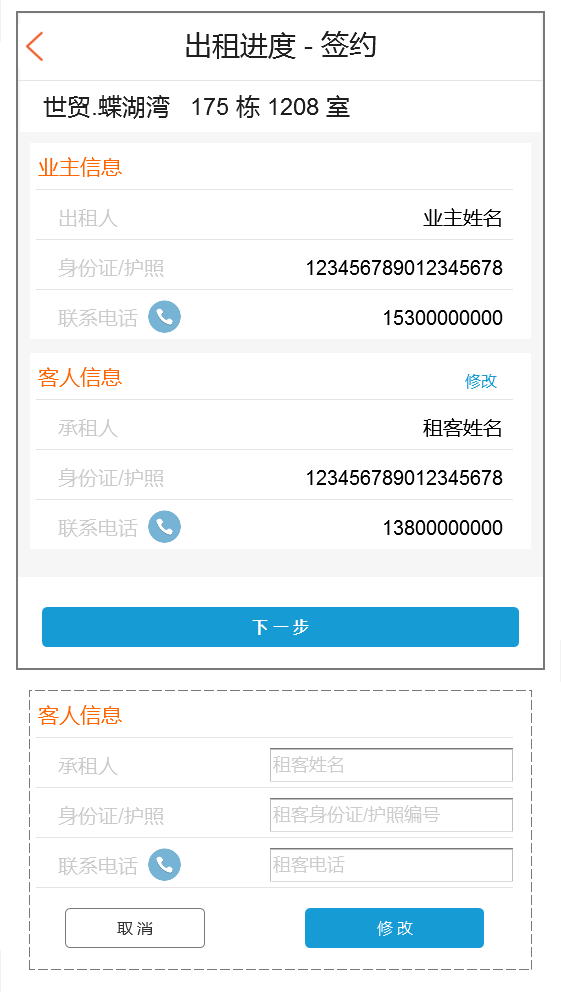 出租进度 - 签约
世贸.蝶湖湾 175 栋 1208 室
业主信息
出租人 业主姓名
身份证/护照 123456789012345678
联系电话 15300000000
客人信息 修改
承租人 租客姓名
身份证/护照 123456789012345678
联系电话 13800000000
下一步
客人信息
承租人 租客姓名
身份证/护照 租客身份证/护照编号
联系电话 租客电话
取消 修改